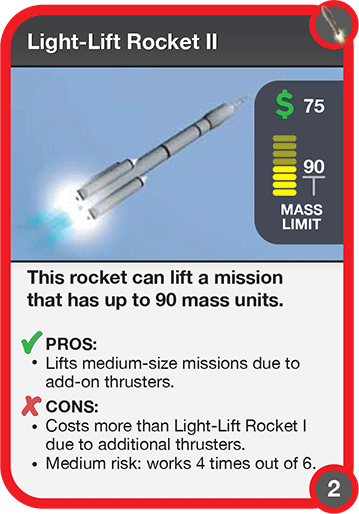 Light-Lift Rocket II
$ 75
90
MASS
LIMIT
This rocket can lift a mission
that has up to 90 mass units.
PROS:
• Lifts medium-size missions due to
add-on thrusters.
CONS:
• Costs more than Light-Lift Rocket I
due to additional thrusters.
• Medium risk: works 4 times out of 6.
2